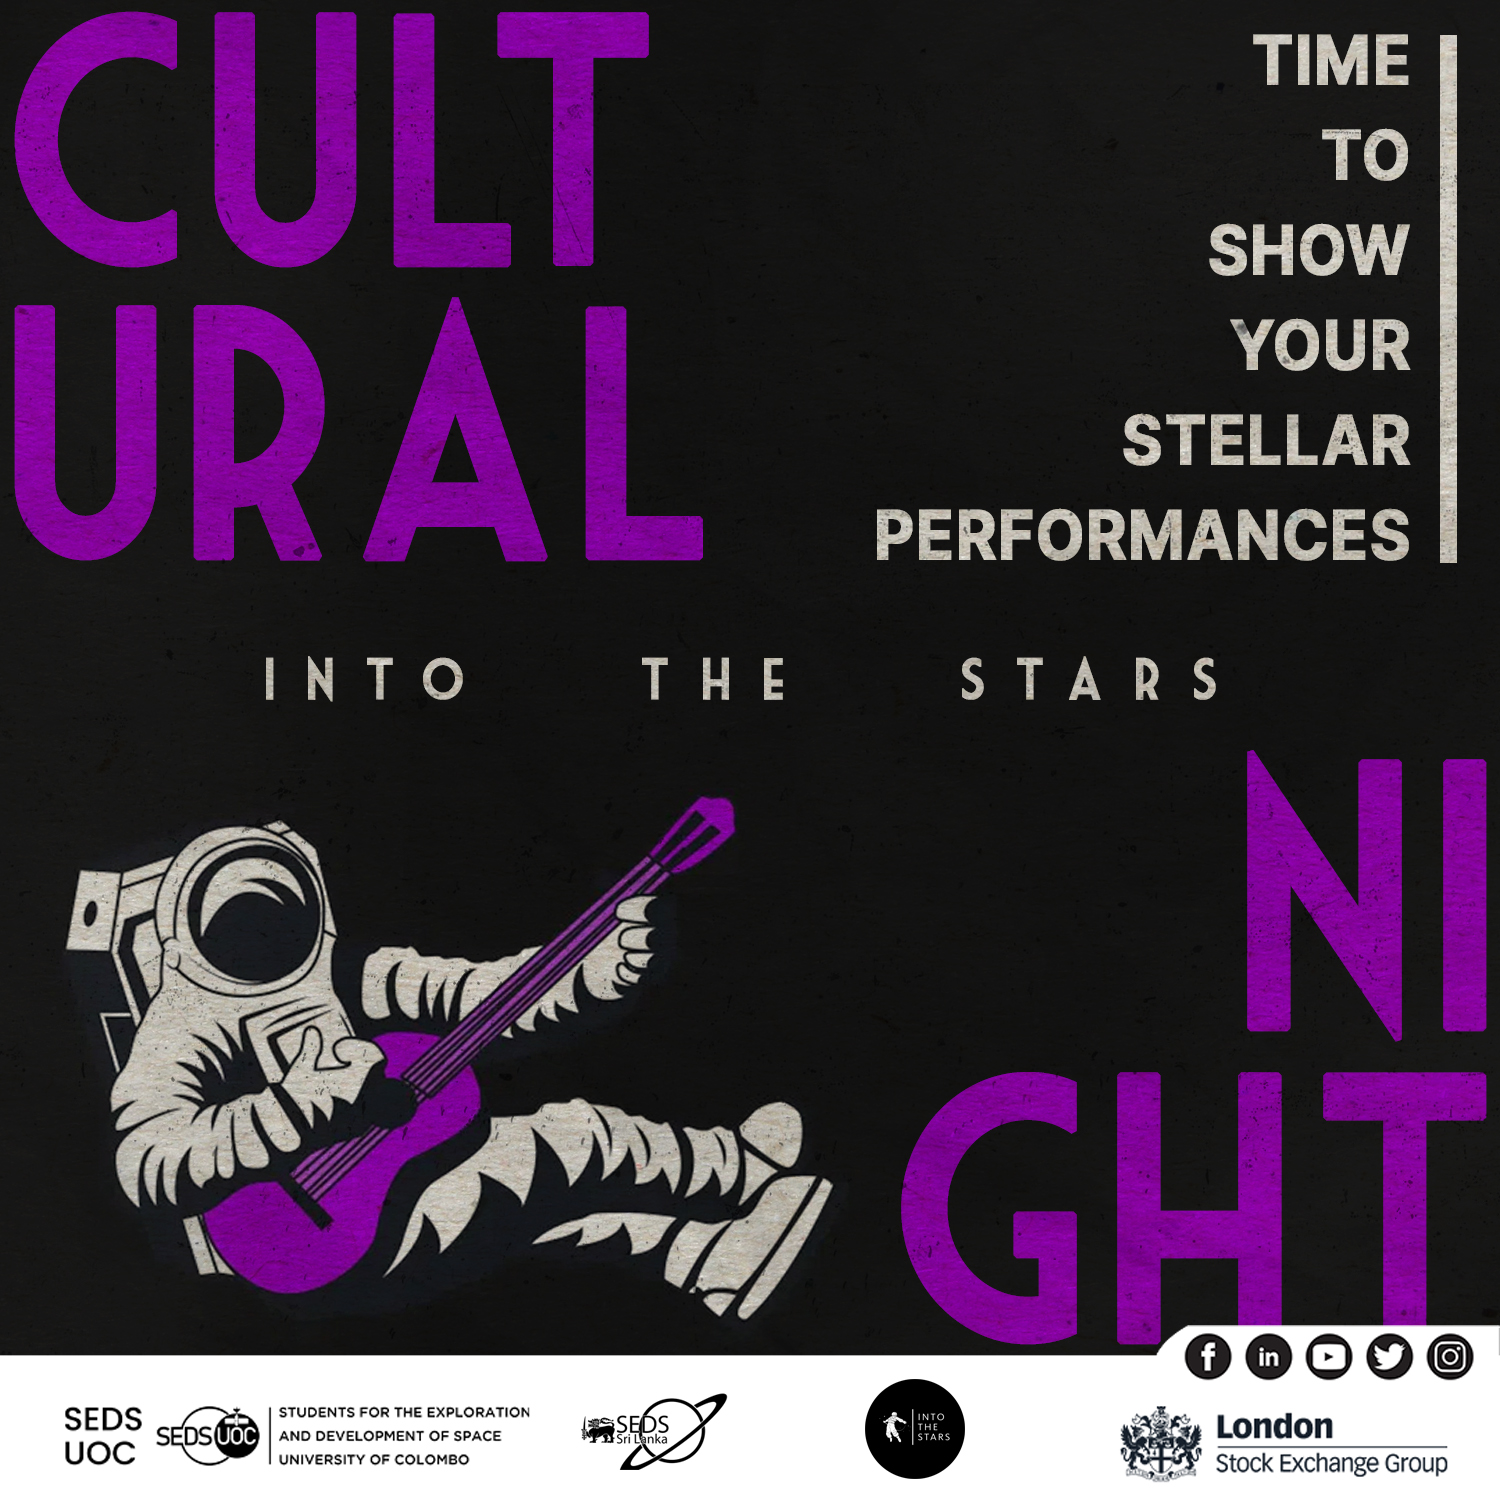 CULT
URAL
TIME
TO
SHOW
YOUR
STELLAR
PERFORMANCES
INTO THE STARS
NI
GHT
2
SEDS
UOC
SEDS UOC
STUDENTS FOR THE EXPLORATION
AND DEVELOPMENT OF SPACE
UNIVERSITY OF COLOMBO
SEDS
Sri Lanka
INTO
THE
STARS
f
in
London
Stock Exchange Group